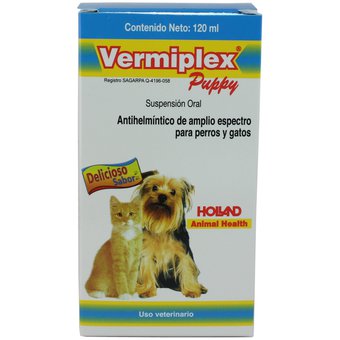 Contenido Neto: 120 ml
Vermiplex®
Puppy
Registro SAGARPA Q-4196-058
Suspensión Oral
Antihelmíntico de amplio espectro
para perros y gatos
Delicioso
Sabor
HOLLAND
Animal Health
Uso veterinario